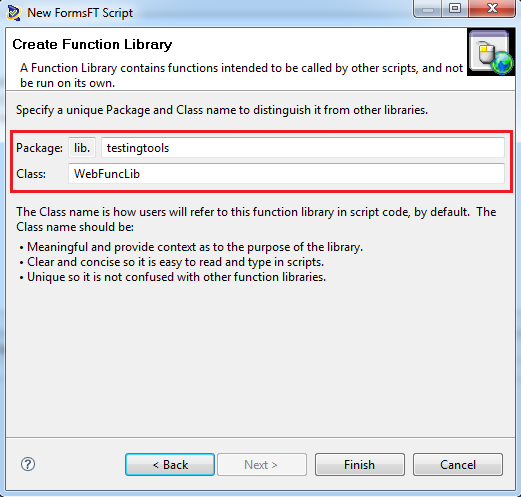 New FormsFT Script
Create Function Library
A Function Library contains functions intended to be called by other scripts, and not
be run on its own.
Specify a unique Package and Class name to distinguish it from other libraries.
Package: lib. testingtools
Class: WebFuncLib
The Class name is how users will refer to this function library in script code, by default.  The
Class name should be:
• Meaningful and provide context as to the purpose of the library.
• Clear and concise so it is easy to read and type in scripts.
• Unique so it is not confused with other function libraries.
? < Back Next > Finish Cancel